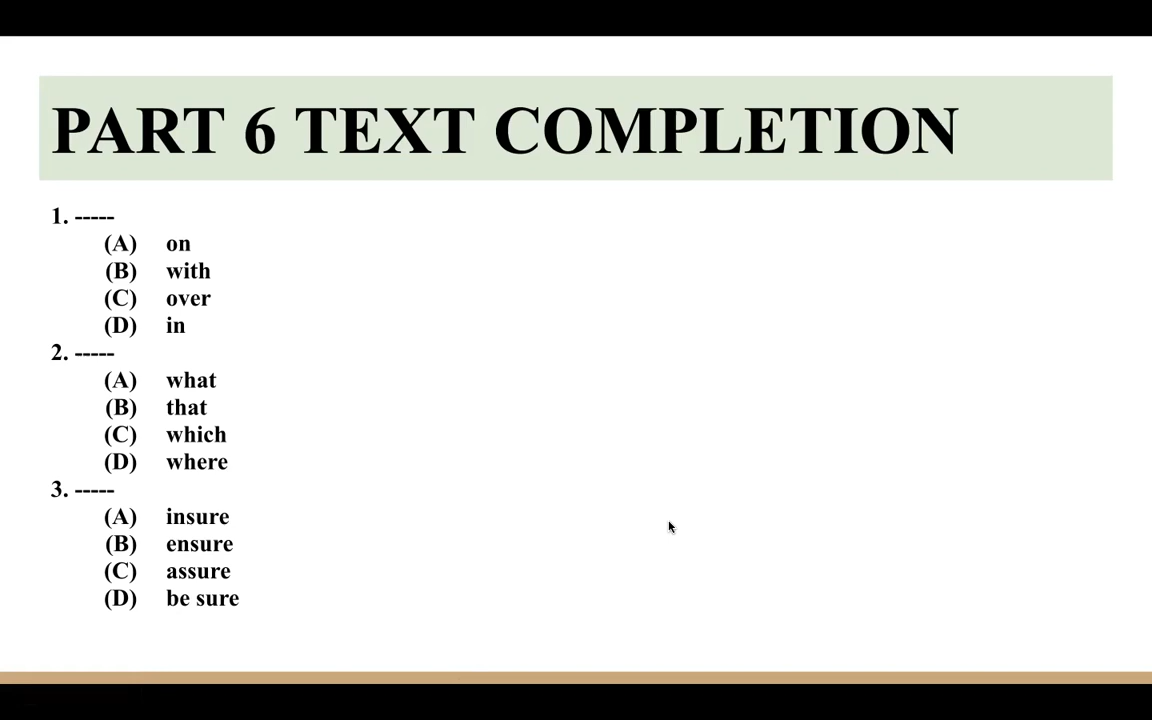 PART 6 TEXT COMPLETION
1. -----
(A) on
(B) with
(C) over
(D) in
2. -----
(A) what
(B) that
(C) which
(D) where
3. -----
(A) insure
(B) ensure
(C) assure
(D) be sure